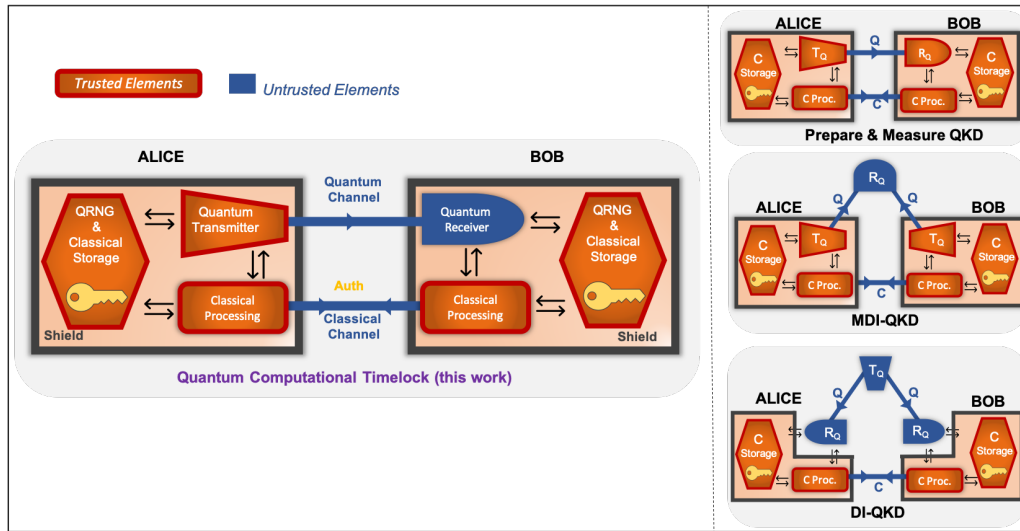 Trusted Elements
Untrusted Elements
ALICE
BOB
QRNG
&
Classical
Storage
Shield
Quantum
Transmitter
Classical
Processing
Quantum
Channel
Auth
Classical
Channel
Quantum
Receiver
Classical
Processing
QRNG
&
Classical
Storage
Shield
Quantum Computational Timelock (this work)
ALICE
BOB
C
Storage
TQ
C Proc.
Q
C
RQ
C Proc.
C
Storage
Prepare & Measure QKD
RQ
ALICE
BOB
Q
Q
C
Storage
TQ
C Proc.
C
TQ
C Proc.
C
Storage
MDI-QKD
TQ
ALICE
BOB
Q
Q
C
Storage
RQ
C Proc.
C
RQ
C Proc.
C
Storage
DI-QKD